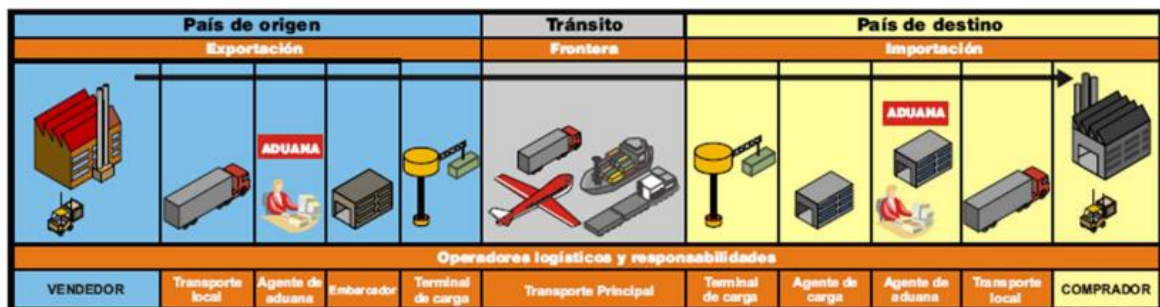 País de origen
Tránsito
País de destino
Exportación
Frontera
Importación
ADUANA
ADUANA
Operadores logísticos y responsabilidades
VENDEDOR
Transporte
local
Agente de
aduana
Embarcador
Terminal
de carga
Transporte Principal
Terminal
de carga
Agente de
carga
Agente de
aduana
Transporte
local
COMPRADOR